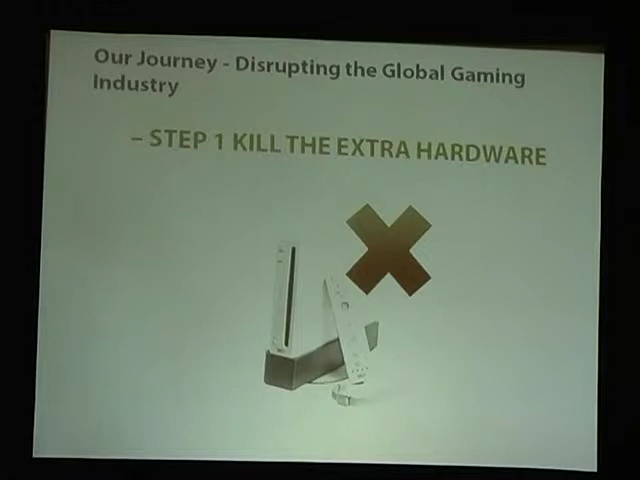 Our Journey - Disrupting the Global Gaming
Industry
– STEP 1 KILL THE EXTRA HARDWARE